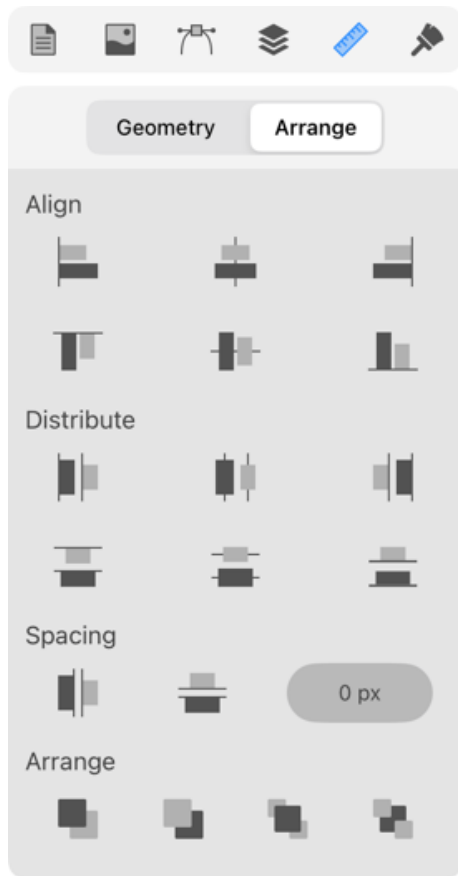 Geometry Arrange
Align
Distribute
Spacing
0 px
Arrange